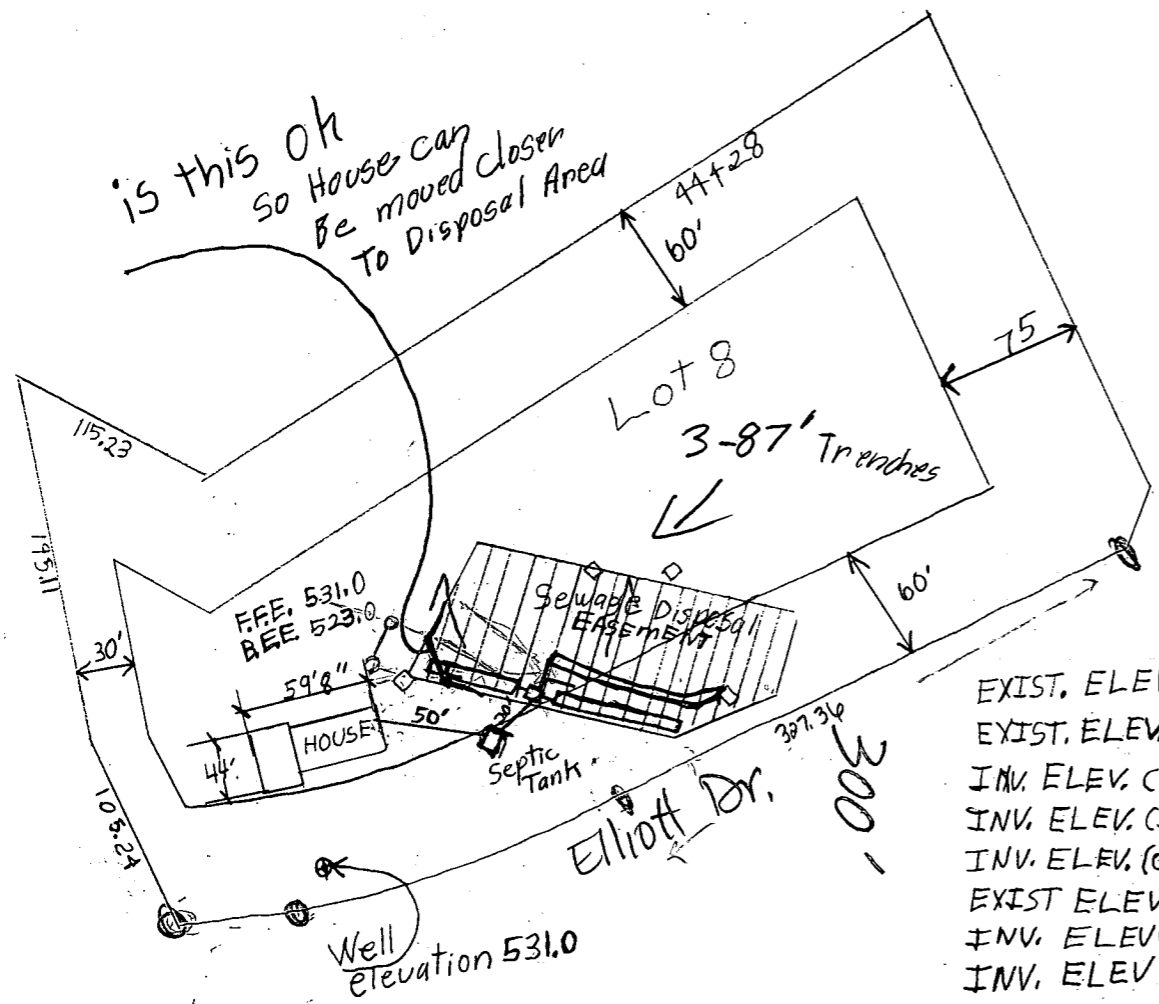 is this ok
So House can
Be moved closer
To Disposal Area
44+28
60'
75
Lot 8
3-87' Trenches
115.23
195.11
30'
F.F.E. 531.0
B.F.E. 523.0
Sewage Disposal
EASEMENT
60'
59'8"
50'
20'
HOUSE
44'
Septic
Tank
327.36
300'
Elliott Dr.
105.24
Well
elevation 531.0
EXIST. ELEV
EXIST. ELEV.
INV. ELEV. (
INV. ELEV. (
INV. ELEV. (
EXIST ELEV
INV. ELEV
INV. ELEV